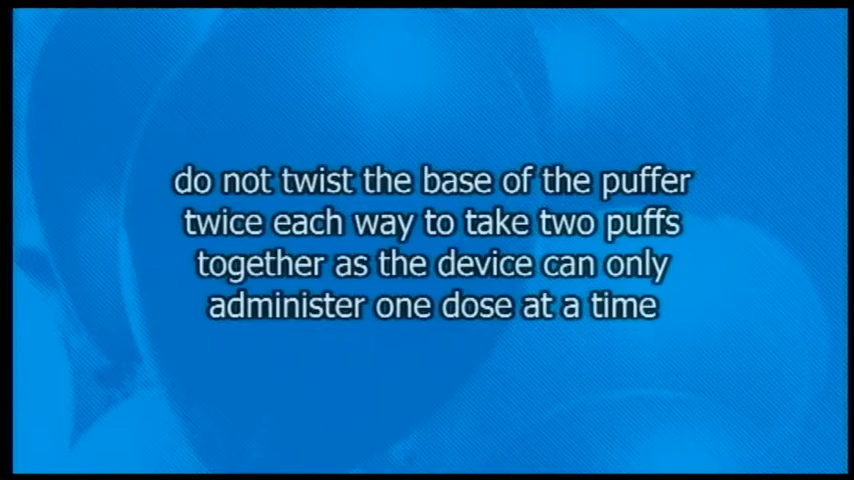 do not twist the base of the puffer
twice each way to take two puffs
together as the device can only
administer one dose at a time